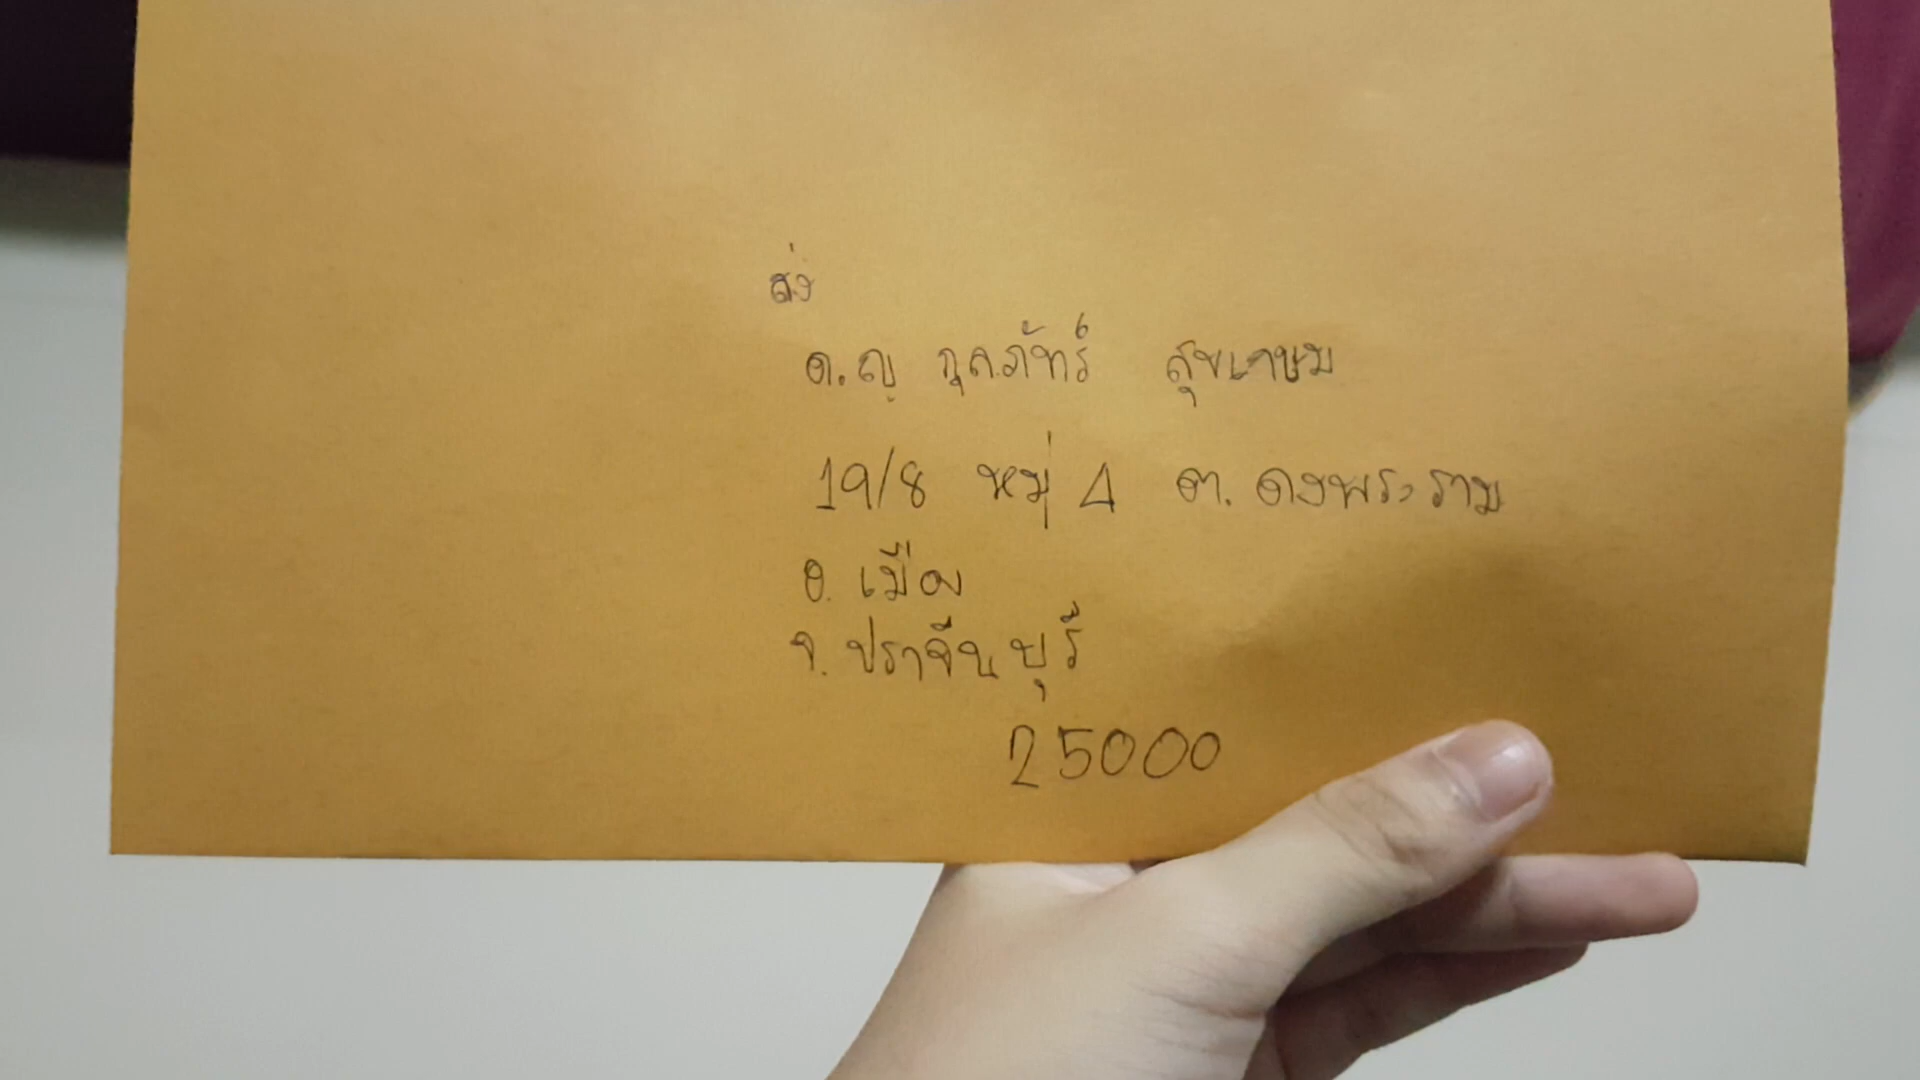 ส่ง
ด.ญ กุลภัทร์ สุขเกษม
19/8 หมู่ 4 ต. ดงพระราม
อ. เมือง
จ. ปราจีนบุรี
25000